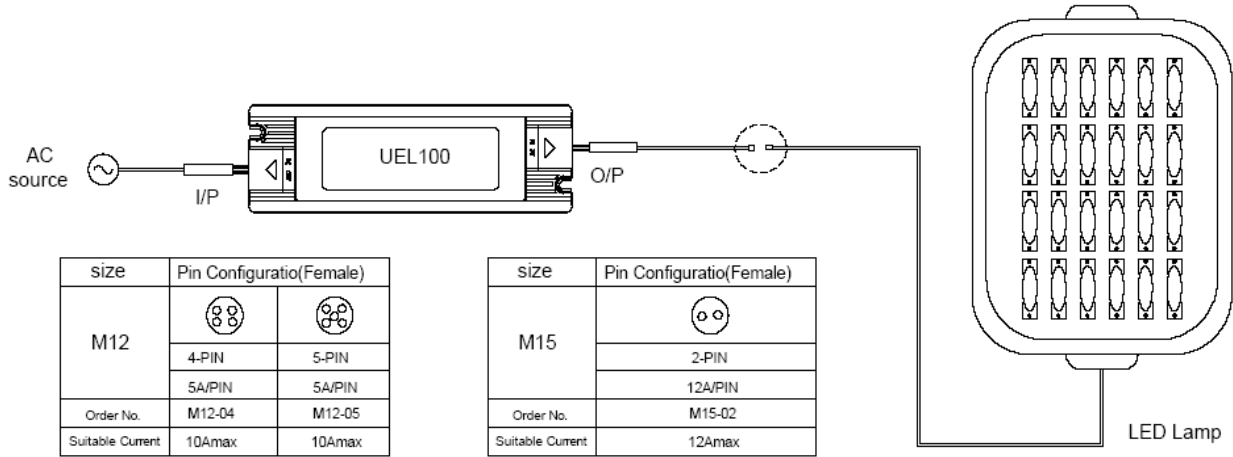 AC
source
I/P
UEL100
O/P
LED Lamp
size Pin Configuratio(Female)
M12
4-PIN 5-PIN
5A/PIN 5A/PIN
Order No. M12-04 M12-05
Suitable Current 10Amax 10Amax
size Pin Configuratio(Female)
M15
2-PIN
12A/PIN
Order No. M15-02
Suitable Current 12Amax